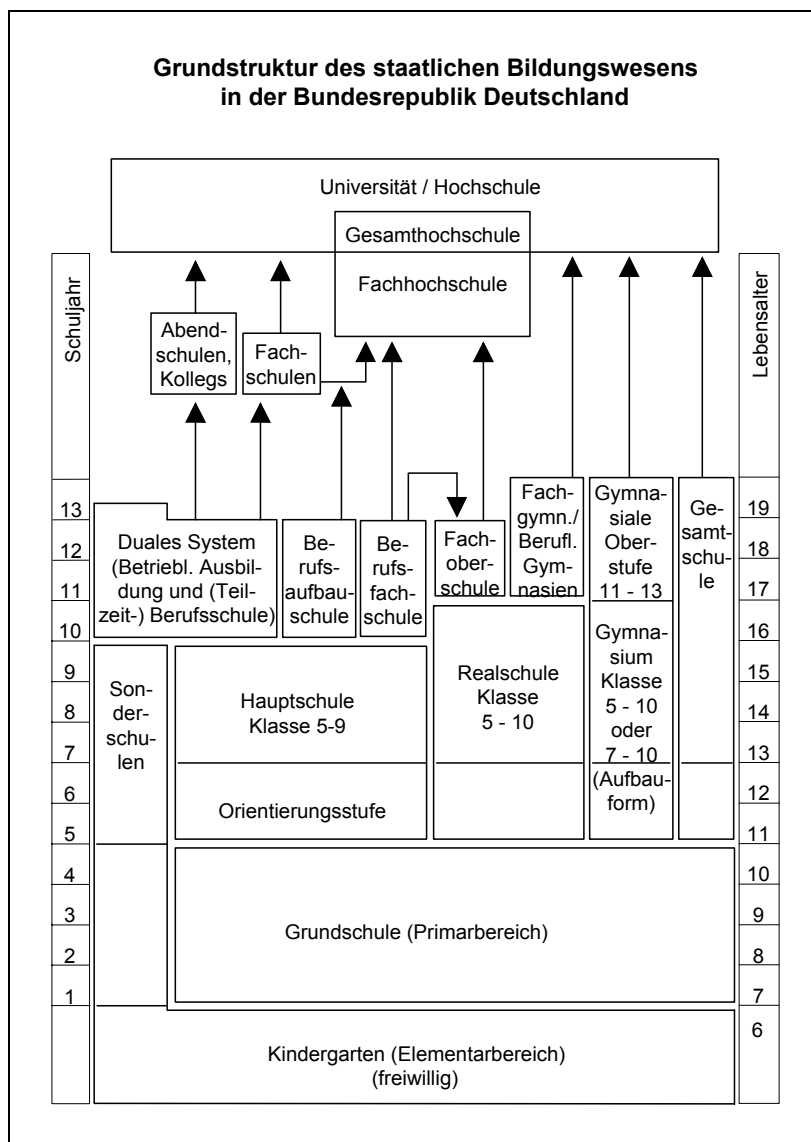 Grundstruktur des staatlichen Bildungswesens
in der Bundesrepublik Deutschland
Universität / Hochschule
Gesamthochschule
Fachhochschule
Schuljahr
Lebensalter
Abend-
schulen,
Kollegs
Fach-
schulen
13
12
11
10
9
8
7
6
5
4
3
2
1
Duales System
(Betriebl. Ausbil-
dung und (Teil-
zeit-) Berufsschule)
Be-
rufs-
aufbau-
schule
Be-
rufs-
fach-
schule
Fach-
ober-
schule
Fach-
gymn./
Berufl.
Gym-
nasien
Gymna-
siale
Ober-
stufe
11 - 13
Ge-
samt-
schu-
le
Son-
der-
schu-
len
Hauptschule
Klasse 5-9
Orientierungsstufe
Realschule
Klasse
5 - 10
Gymna-
sium
Klasse
5 - 10
oder
7 - 10
(Aufbau-
form)
Grundschule (Primarbereich)
Kindergarten (Elementarbereich)
(freiwillig)
19
18
17
16
15
14
13
12
11
10
9
8
7
6